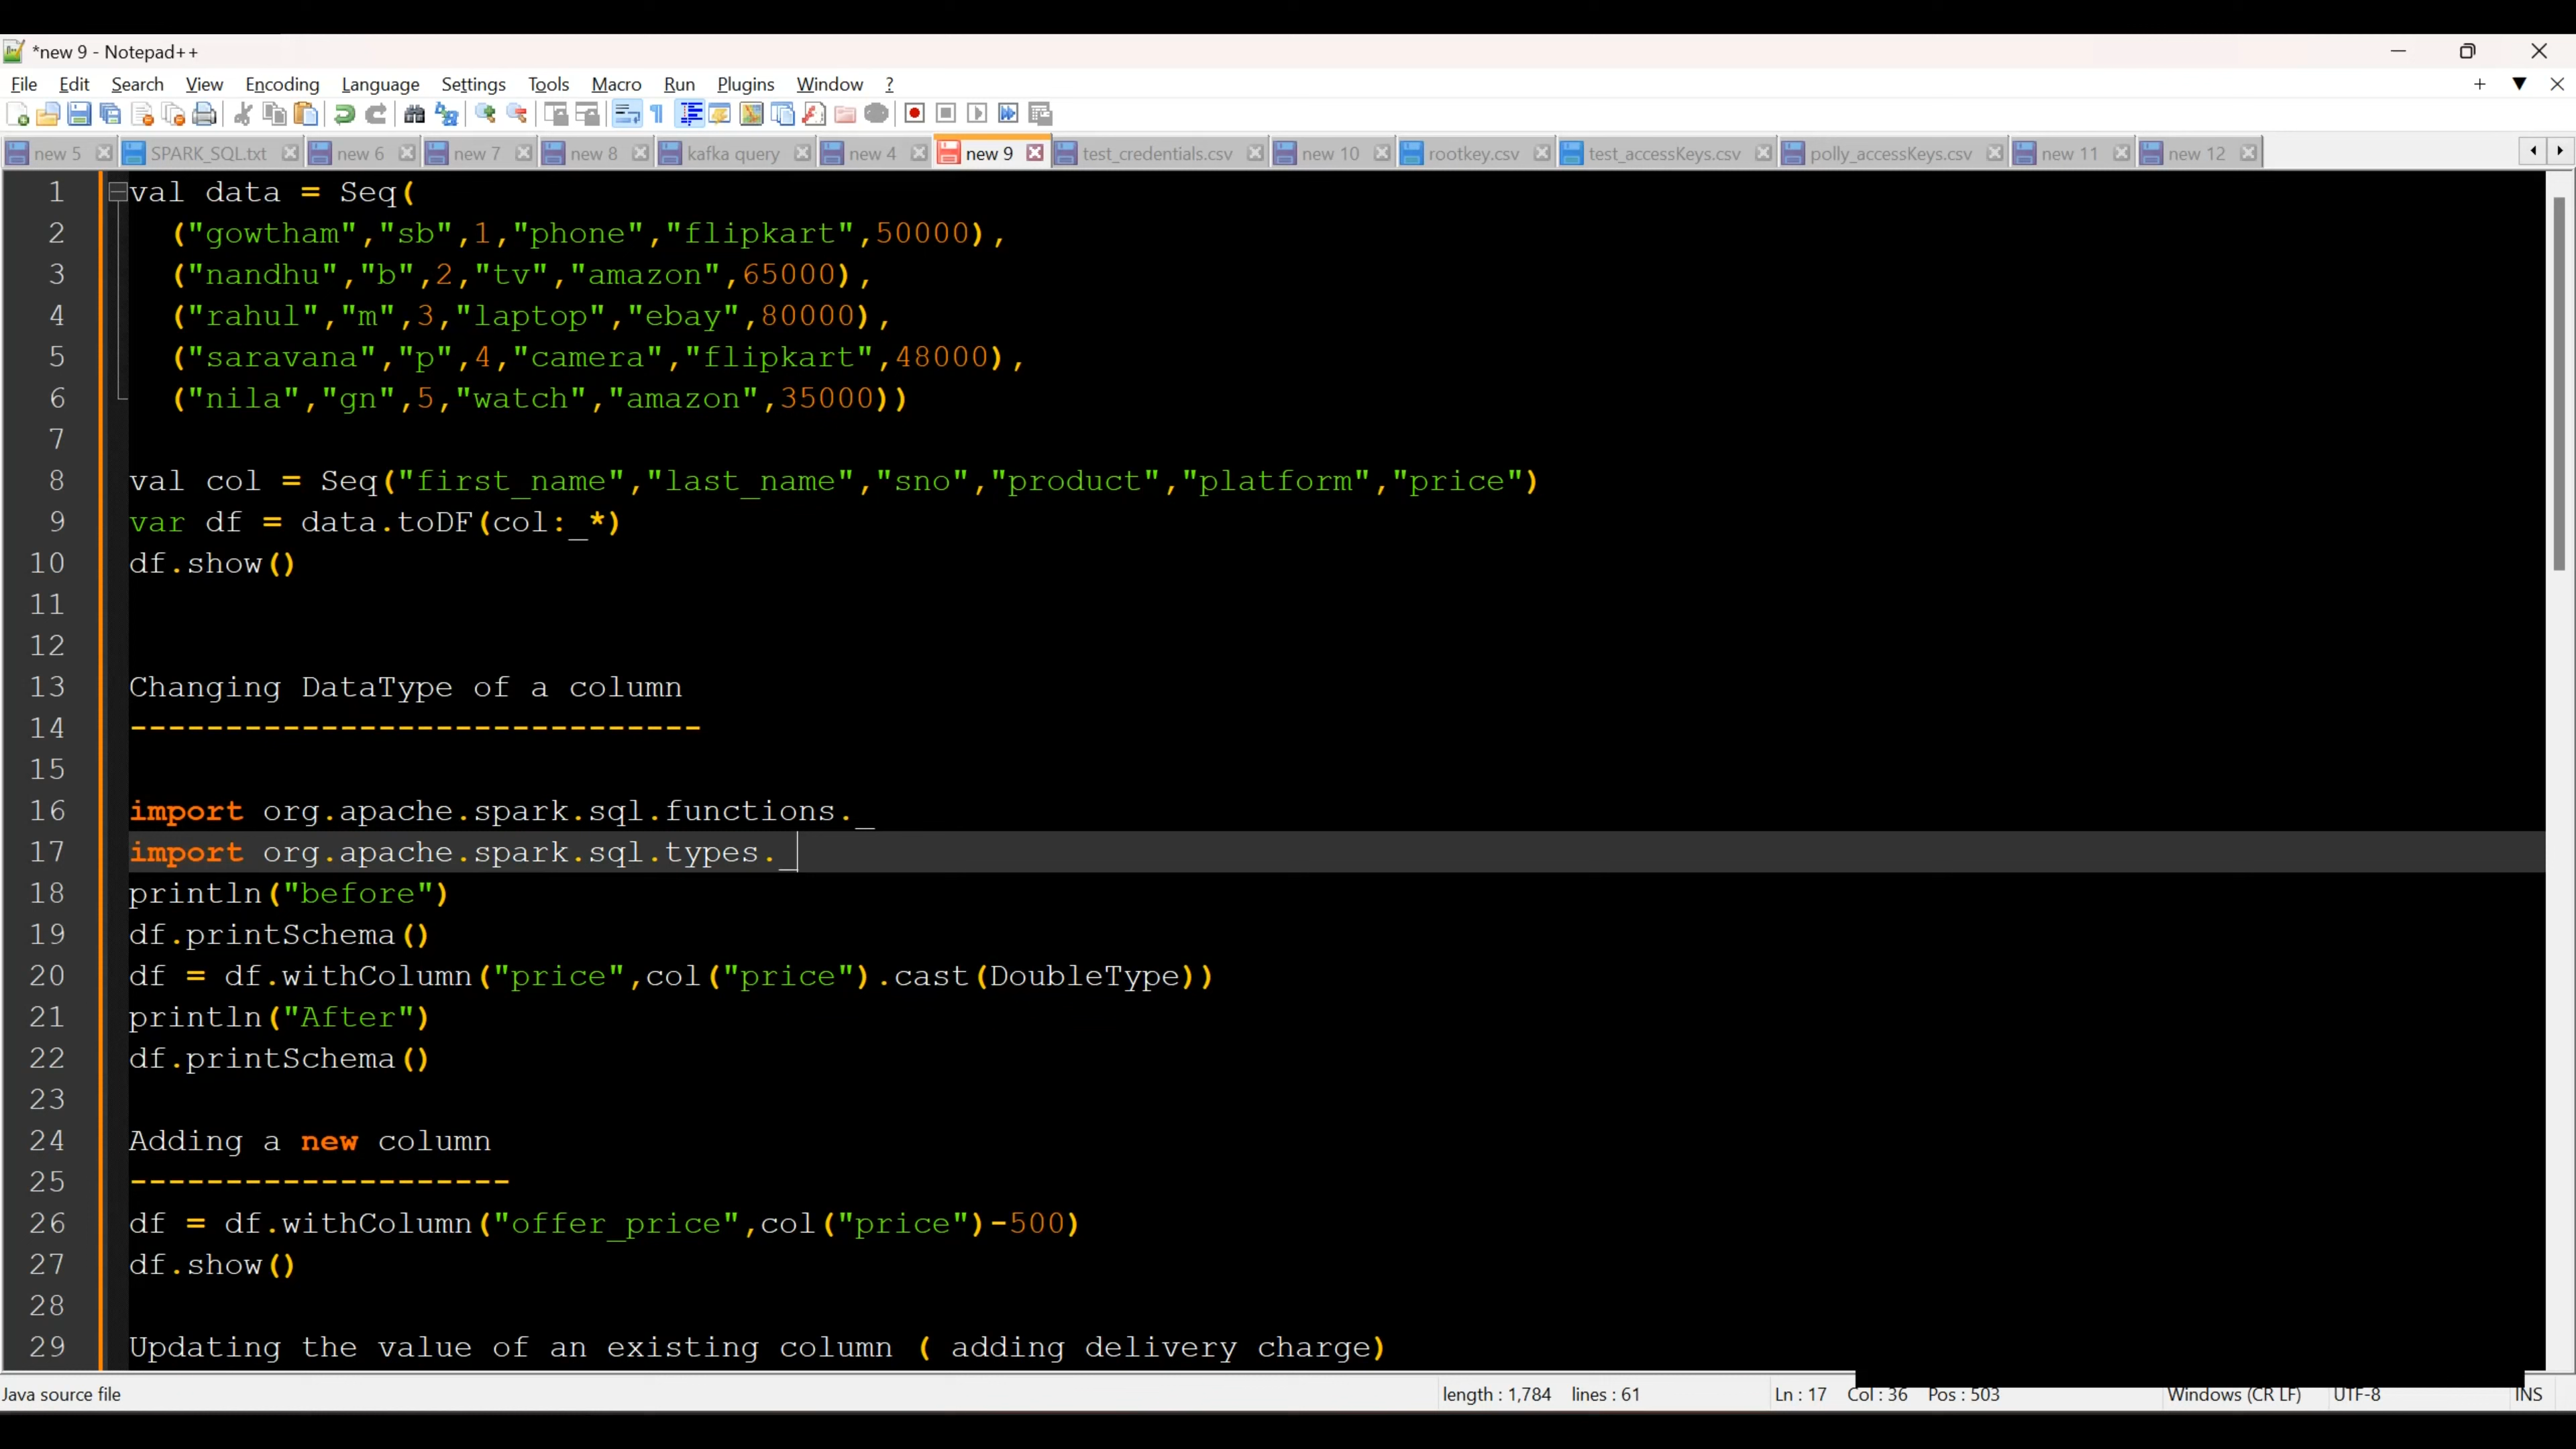 *new 9 - Notepad++
File Edit Search View Encoding Language Settings Tools Macro Run Plugins Window ?
new 5 SPARK_SQL.txt new 6 new 7 new 8 kafka query new 4 new 9 test_credentials.csv new 10 rootkey.csv test_accessKeys.csv polly_accessKeys.csv new 11 new 12
1 val data = Seq(
2 ("gowtham","sb",1,"phone","flipkart",50000),
3 ("nandhu","b",2,"tv","amazon",65000),
4 ("rahul","m",3,"laptop","ebay",80000),
5 ("saravana","p",4,"camera","flipkart",48000),
6 ("nila","gn",5,"watch","amazon",35000))
7
8 val col = Seq("first_name","last_name","sno","product","platform","price")
9 var df = data.toDF(col:_*)
10 df.show()
11
12
13 Changing DataType of a column
14 ------------------------------
15
16 import org.apache.spark.sql.functions._
17 import org.apache.spark.sql.types._
18 println("before")
19 df.printSchema()
20 df = df.withColumn("price",col("price").cast(DoubleType))
21 println("After")
22 df.printSchema()
23
24 Adding a new column
25 --------------------
26 df = df.withColumn("offer_price",col("price")-500)
27 df.show()
28
29 Updating the value of an existing column ( adding delivery charge)
Java source file length : 1,784 lines : 61 Ln : 17 Col : 36 Pos : 503 Windows (CR LF) UTF-8 INS